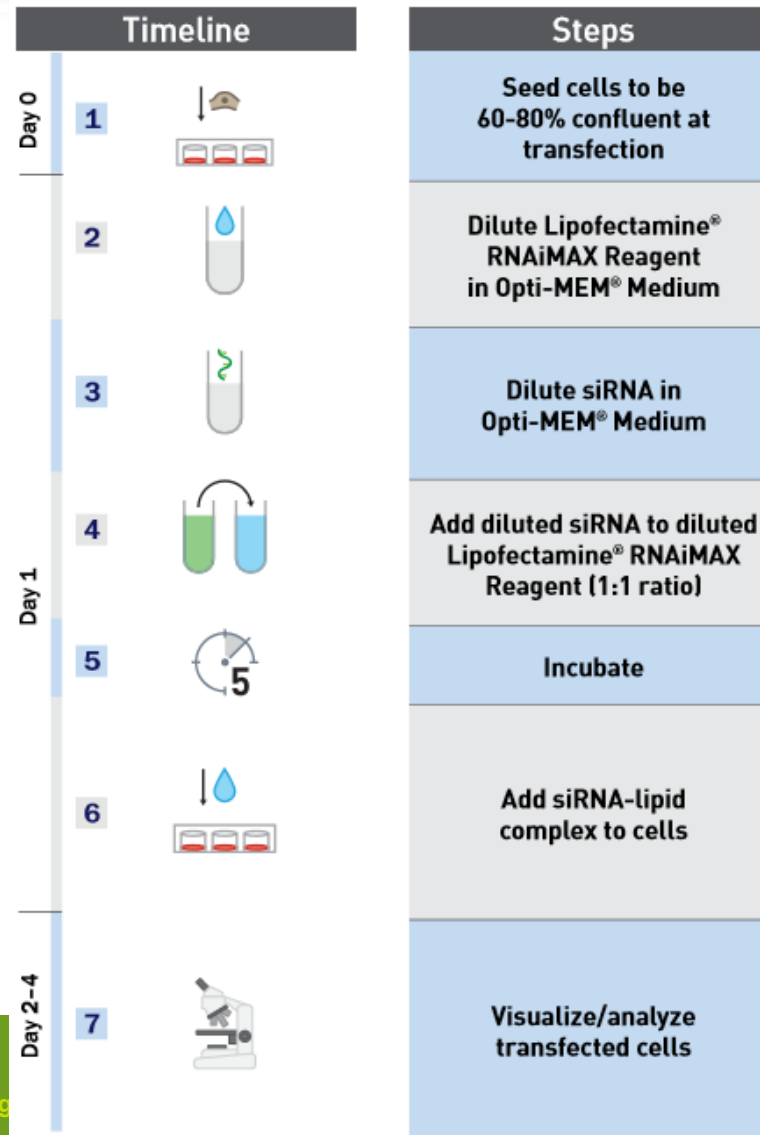 Timeline
Steps
Day 0
1
Seed cells to be
60-80% confluent at
transfection
Day 1
2
Dilute Lipofectamine®
RNAiMAX Reagent
in Opti-MEM® Medium
3
Dilute siRNA in
Opti-MEM® Medium
4
Add diluted siRNA to diluted
Lipofectamine® RNAiMAX
Reagent (1:1 ratio)
5
5
Incubate
6
Add siRNA-lipid
complex to cells
Day 2-4
7
Visualize/analyze
transfected cells